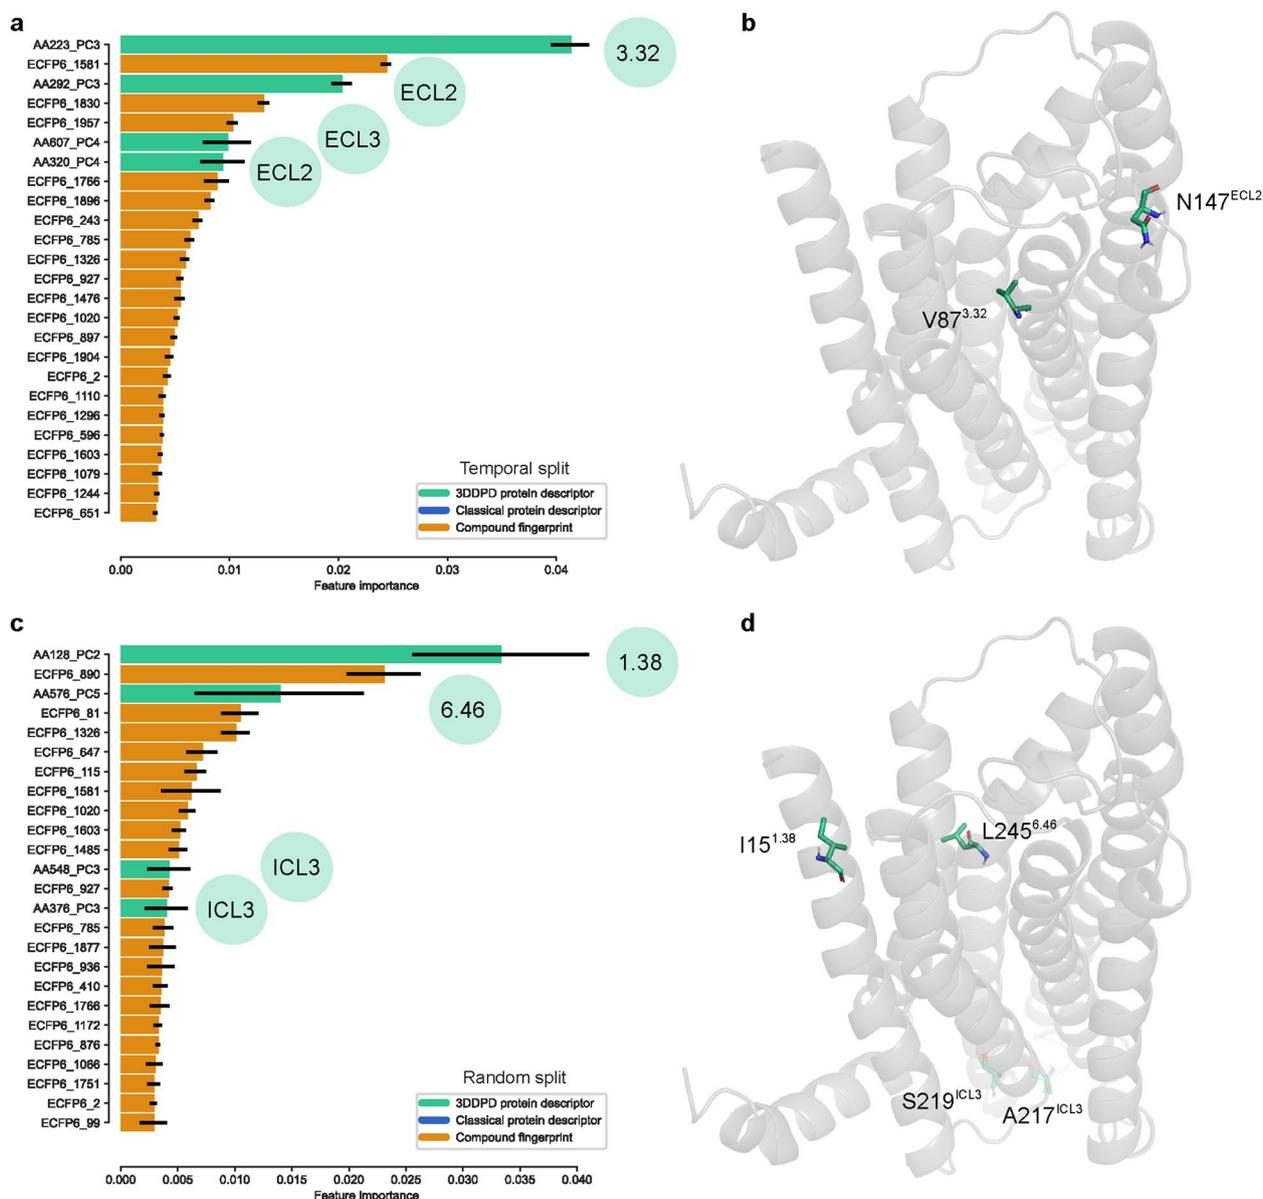 a
AA223_PC3
3.32
ECFP6_1581
AA292_PC3
ECL2
ECFP6_1830
ECFP6_1957
ECL3
AA607_PC4
AA320_PC4
ECL2
ECFP6_1766
ECFP6_1896
ECFP6_243
ECFP6_785
ECFP6_1326
ECFP6_927
ECFP6_1476
ECFP6_1020
ECFP6_897
ECFP6_1904
ECFP6_2
ECFP6_1110
ECFP6_1296
ECFP6_596
ECFP6_1603
ECFP6_1079
ECFP6_1244
ECFP6_651
Temporal split
3DDPD protein descriptor
Classical protein descriptor
Compound fingerprint
0.00 0.01 0.02 0.03 0.04
Feature importance
b
N147ECL2
V873.32
c
AA128_PC2
1.38
ECFP6_890
AA576_PC5
6.46
ECFP6_81
ECFP6_1326
ECFP6_647
ECFP6_115
ECFP6_1581
ECFP6_1020
ECFP6_1603
ECFP6_1485
AA548_PC3
ICL3
ECFP6_927
AA376_PC3
ICL3
ECFP6_785
ECFP6_1877
ECFP6_936
ECFP6_410
ECFP6_1766
ECFP6_1172
ECFP6_876
ECFP6_1066
ECFP6_1751
ECFP6_2
ECFP6_99
Random split
3DDPD protein descriptor
Classical protein descriptor
Compound fingerprint
0.000 0.005 0.010 0.015 0.020 0.025 0.030 0.035 0.040
Feature Importance
d
I151.38
L2456.46
S219ICL3
A217ICL3